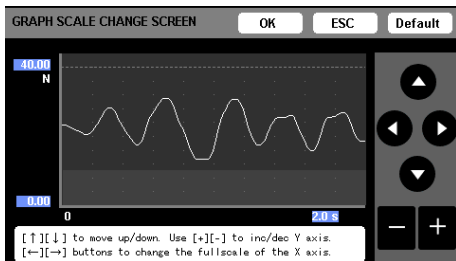 GRAPH SCALE CHANGE SCREEN OK ESC Default
40.00
N
0.00
0 2.0 s
− +
[↑][↓] to move up/down. Use [+][-] to inc/dec Y axis.
[←][→] buttons to change the fullscale of the X axis.